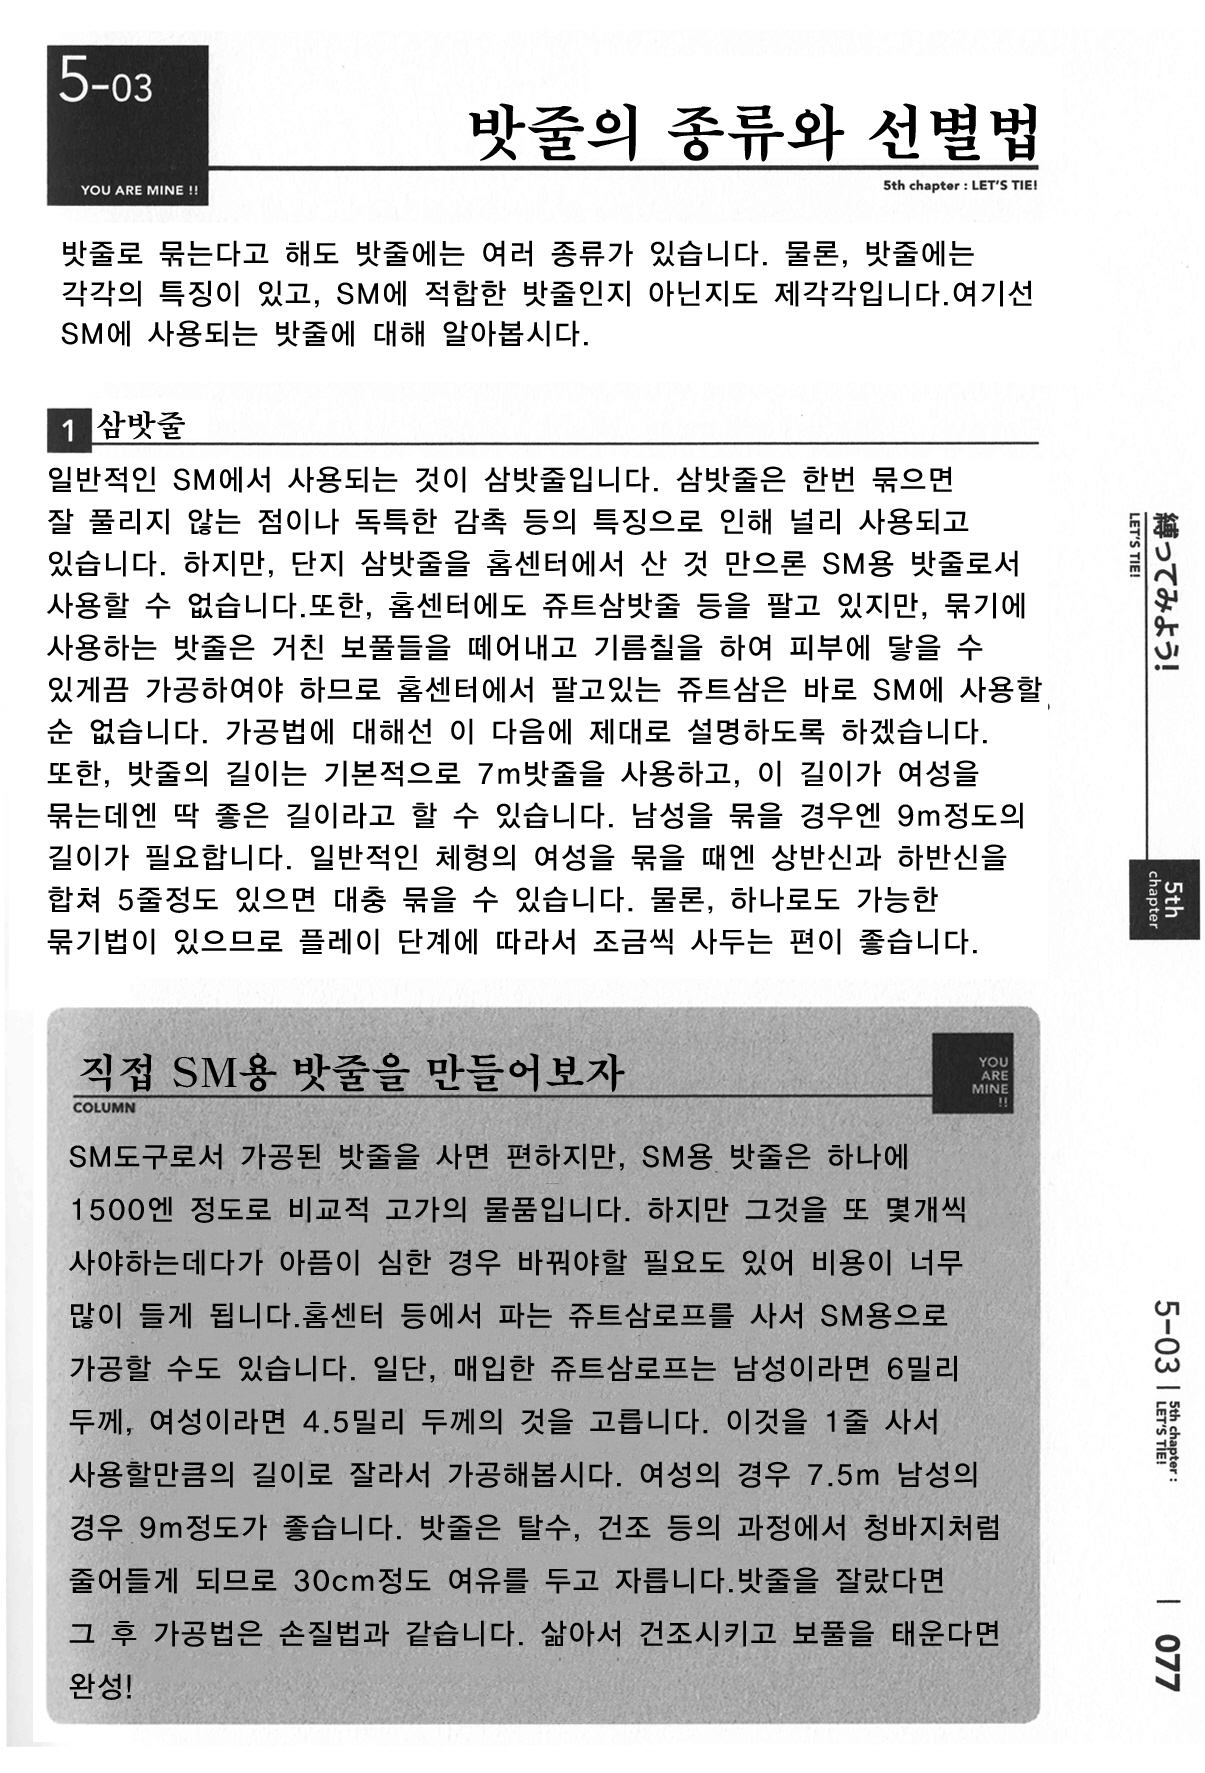 5-03
YOU ARE MINE !!
밧줄의 종류와 선별법
5th chapter : LET'S TIE!
밧줄로 묶는다고 해도 밧줄에는 여러 종류가 있습니다. 물론, 밧줄에는
각각의 특징이 있고, SM에 적합한 밧줄인지 아닌지도 제각각입니다.여기선
SM에 사용되는 밧줄에 대해 알아봅시다.
1 삼밧줄
일반적인 SM에서 사용되는 것이 삼밧줄입니다. 삼밧줄은 한번 묶으면
잘 풀리지 않는 점이나 독특한 감촉 등의 특징으로 인해 널리 사용되고
있습니다. 하지만, 단지 삼밧줄을 홈센터에서 산 것 만으론 SM용 밧줄로서
사용할 수 없습니다.또한, 홈센터에도 쥬트삼밧줄 등을 팔고 있지만, 묶기에
사용하는 밧줄은 거친 보풀들을 떼어내고 기름칠을 하여 피부에 닿을 수
있게끔 가공하여야 하므로 홈센터에서 팔고있는 쥬트삼은 바로 SM에 사용할
순 없습니다. 가공법에 대해선 이 다음에 제대로 설명하도록 하겠습니다.
또한, 밧줄의 길이는 기본적으로 7m밧줄을 사용하고, 이 길이가 여성을
묶는데엔 딱 좋은 길이라고 할 수 있습니다. 남성을 묶을 경우엔 9m정도의
길이가 필요합니다. 일반적인 체형의 여성을 묶을 때엔 상반신과 하반신을
합쳐 5줄정도 있으면 대충 묶을 수 있습니다. 물론, 하나로도 가능한
묶기법이 있으므로 플레이 단계에 따라서 조금씩 사두는 편이 좋습니다.
직접 SM용 밧줄을 만들어보자
COLUMN
YOU
ARE
MINE
!!
SM도구로서 가공된 밧줄을 사면 편하지만, SM용 밧줄은 하나에
1500엔 정도로 비교적 고가의 물품입니다. 하지만 그것을 또 몇개씩
사야하는데다가 아픔이 심한 경우 바꿔야할 필요도 있어 비용이 너무
많이 들게 됩니다.홈센터 등에서 파는 쥬트삼로프를 사서 SM용으로
가공할 수도 있습니다. 일단, 매입한 쥬트삼로프는 남성이라면 6밀리
두께, 여성이라면 4.5밀리 두께의 것을 고릅니다. 이것을 1줄 사서
사용할만큼의 길이로 잘라서 가공해봅시다. 여성의 경우 7.5m 남성의
경우 9m정도가 좋습니다. 밧줄은 탈수, 건조 등의 과정에서 청바지처럼
줄어들게 되므로 30cm정도 여유를 두고 자릅니다.밧줄을 잘랐다면
그 후 가공법은 손질법과 같습니다. 삶아서 건조시키고 보풀을 태운다면
완성!
縛ってみよう!
LET'S TIE!
5th
chapter
5-03
5th chapter :
LET'S TIE!
077